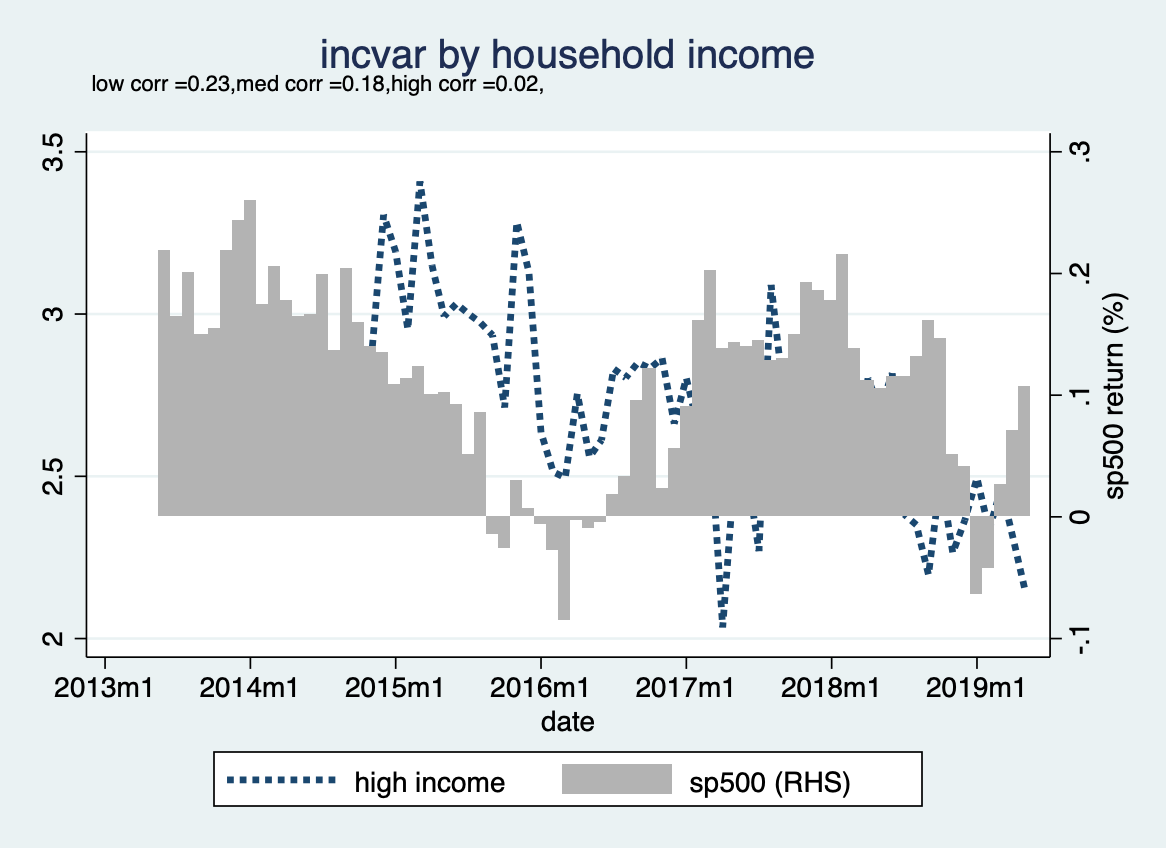 incvar by household income
low corr =0.23,med corr =0.18,high corr =0.02,
3.5
3
2.5
2
.3
.2
.1
0
-.1
sp500 return (%)
2013m1 2014m1 2015m1 2016m1 2017m1 2018m1 2019m1
date
high income sp500 (RHS)